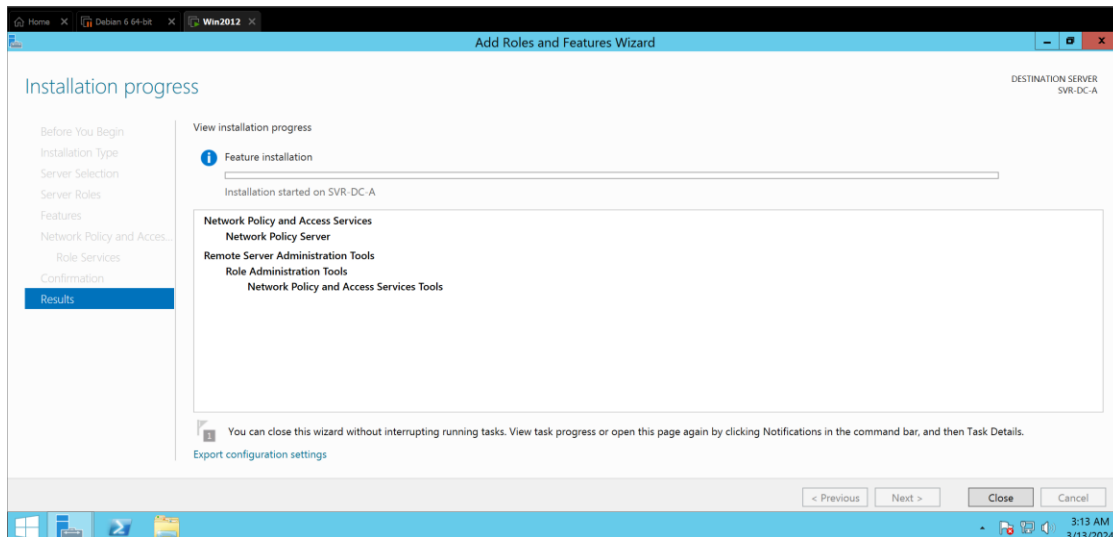 Home
Debian 6 64-bit
Win2012
Add Roles and Features Wizard
Installation progress
DESTINATION SERVER
SVR-DC-A
Before You Begin
Installation Type
Server Selection
Server Roles
Features
Network Policy and Acces...
Role Services
Confirmation
Results
View installation progress
Feature installation
Installation started on SVR-DC-A
Network Policy and Access Services
Network Policy Server
Remote Server Administration Tools
Role Administration Tools
Network Policy and Access Services Tools
1
You can close this wizard without interrupting running tasks. View task progress or open this page again by clicking Notifications in the command bar, and then Task Details.
Export configuration settings
< Previous
Next >
Close
Cancel
3:13 AM
3/13/2024